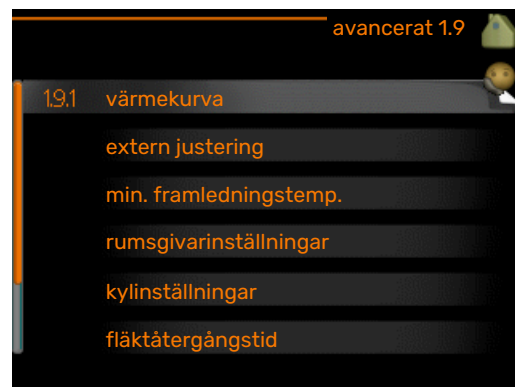 avancerat 1.9
1.9.1 värmekurva
extern justering
min. framledningstemp.
rumsgivarinställningar
kylinställningar
fläktåtergångstid